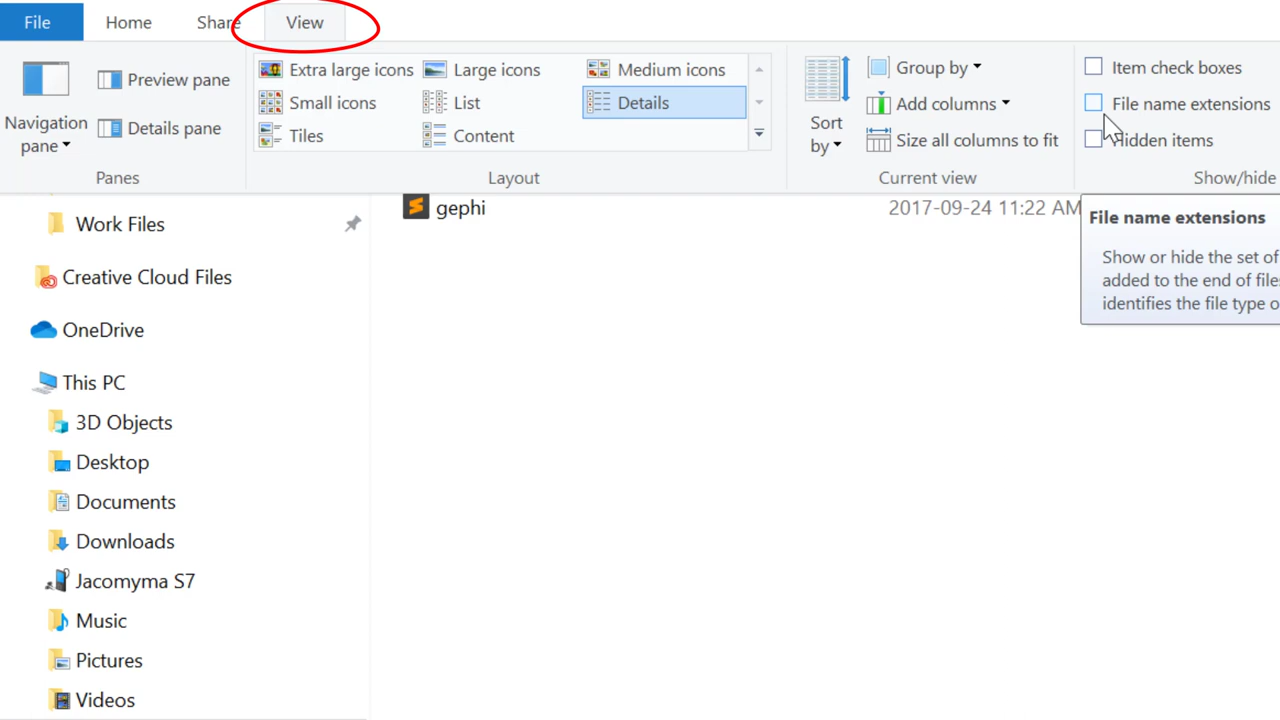 File
Home
Share
View
Navigation
pane
Preview pane
Details pane
Panes
Extra large icons
Large icons
Medium icons
Small icons
List
Details
Tiles
Content
Layout
Sort
by
Group by
Add columns
Size all columns to fit
Current view
Item check boxes
File name extensions
Hidden items
Show/hide
Work Files
Creative Cloud Files
OneDrive
This PC
3D Objects
Desktop
Documents
Downloads
Jacomyma S7
Music
Pictures
Videos
gephi
2017-09-24 11:22 AM
File name extensions
Show or hide the set of
added to the end of files
identifies the file type o